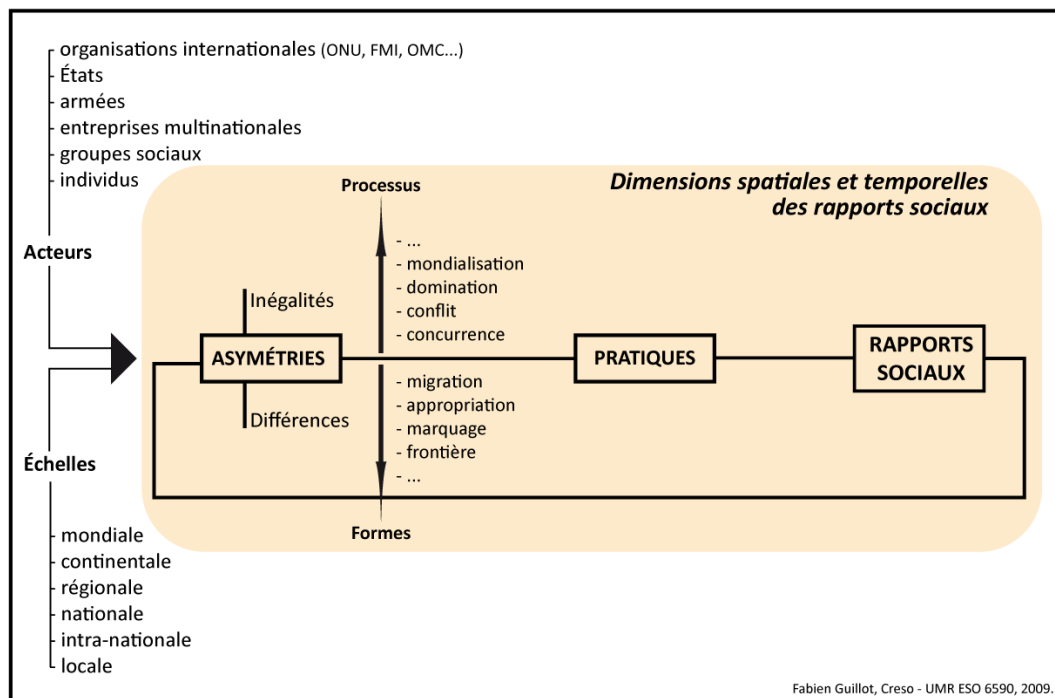 - organisations internationales (ONU, FMI, OMC...)
- États
- armées
- entreprises multinationales
- groupes sociaux
- individus
Acteurs
Échelles
- mondiale
- continentale
- régionale
- nationale
- intra-nationale
- locale
Dimensions spatiales et temporelles
des rapports sociaux
Processus
- ...
- mondialisation
- domination
- conflit
- concurrence
Inégalités
ASYMÉTRIES
Différences
PRATIQUES
RAPPORTS
SOCIAUX
- migration
- appropriation
- marquage
- frontière
- ...
Formes
Fabien Guillot, Creso - UMR ESO 6590, 2009.